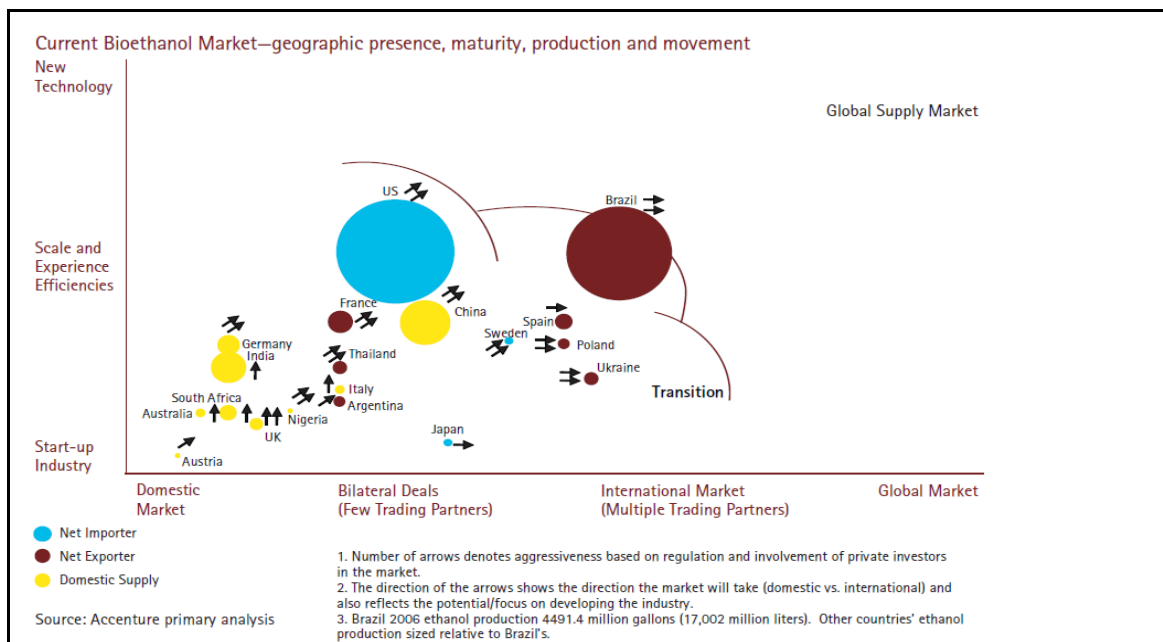 Current Bioethanol Market—geographic presence, maturity, production and movement
New
Technology
Global Supply Market
US
Brazil
Scale and
Experience
Efficiencies
France
China
Spain
Sweden
Germany
Poland
India
Thailand
Ukraine
Italy
Transition
South Africa
Argentina
Australia
Nigeria
UK
Japan
Start-up
Industry
Austria
Domestic
Market
Bilateral Deals
(Few Trading Partners)
International Market
(Multiple Trading Partners)
Global Market
Net Importer
Net Exporter
Domestic Supply
1. Number of arrows denotes aggressiveness based on regulation and involvement of private investors
in the market.
2. The direction of the arrows shows the direction the market will take (domestic vs. international) and
also reflects the potential/focus on developing the industry.
3. Brazil 2006 ethanol production 4491.4 million gallons (17,002 million liters). Other countries' ethanol
production sized relative to Brazil's.
Source: Accenture primary analysis